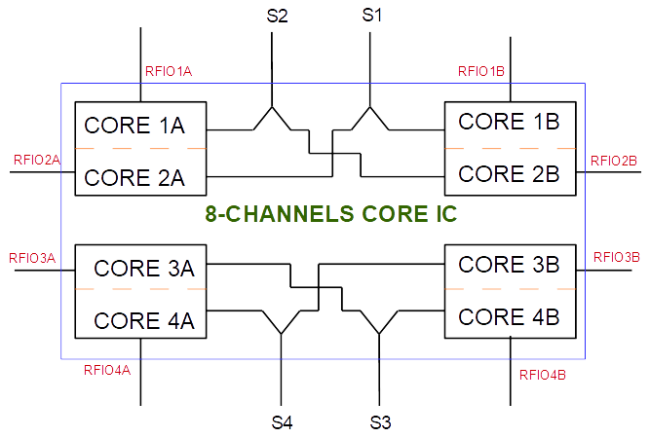 S2
S1
RFIO1A
RFIO1B
CORE 1A
CORE 1B
RFIO2A
CORE 2A
CORE 2B
RFIO2B
8-CHANNELS CORE IC
RFIO3A
CORE 3A
CORE 3B
RFIO3B
CORE 4A
CORE 4B
RFIO4A
RFIO4B
S4
S3